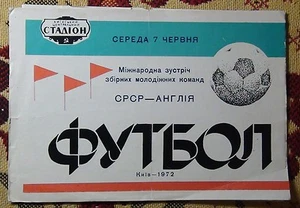 СТАДІОН
СЕРЕДА 7 ЧЕРВНЯ
Міжнародна зустріч
збірних молодіжних команд
СРСР—АНГЛІЯ
ФУТБОЛ
Київ—1972